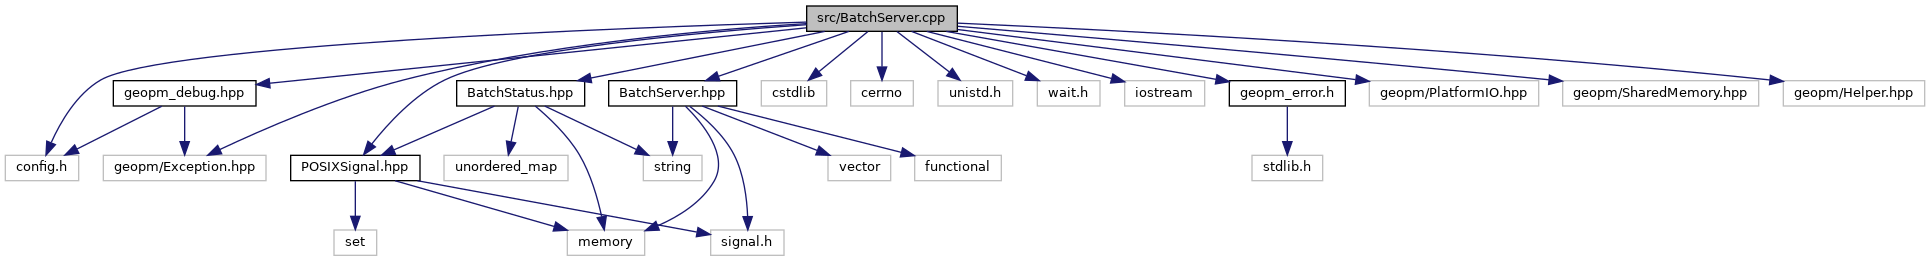 src/BatchServer.cpp
geopm_debug.hpp
BatchStatus.hpp
BatchServer.hpp
cstdlib
cerrno
unistd.h
wait.h
iostream
geopm_error.h
geopm/PlatformIO.hpp
geopm/SharedMemory.hpp
geopm/Helper.hpp
config.h
geopm/Exception.hpp
POSIXSignal.hpp
unordered_map
string
vector
functional
stdlib.h
set
memory
signal.h